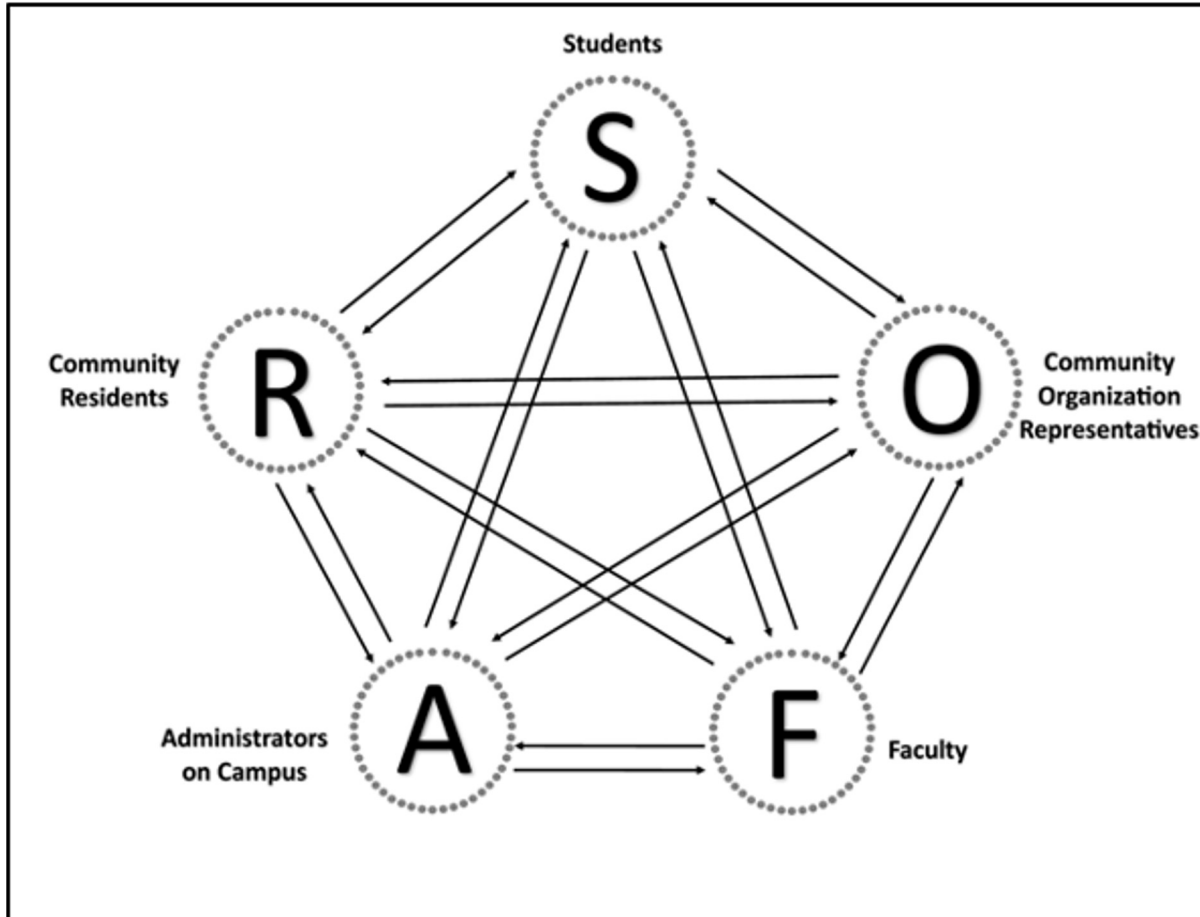 Students
S
Community
Residents
R
O
Community
Organization
Representatives
Administrators
on Campus
A
F
Faculty